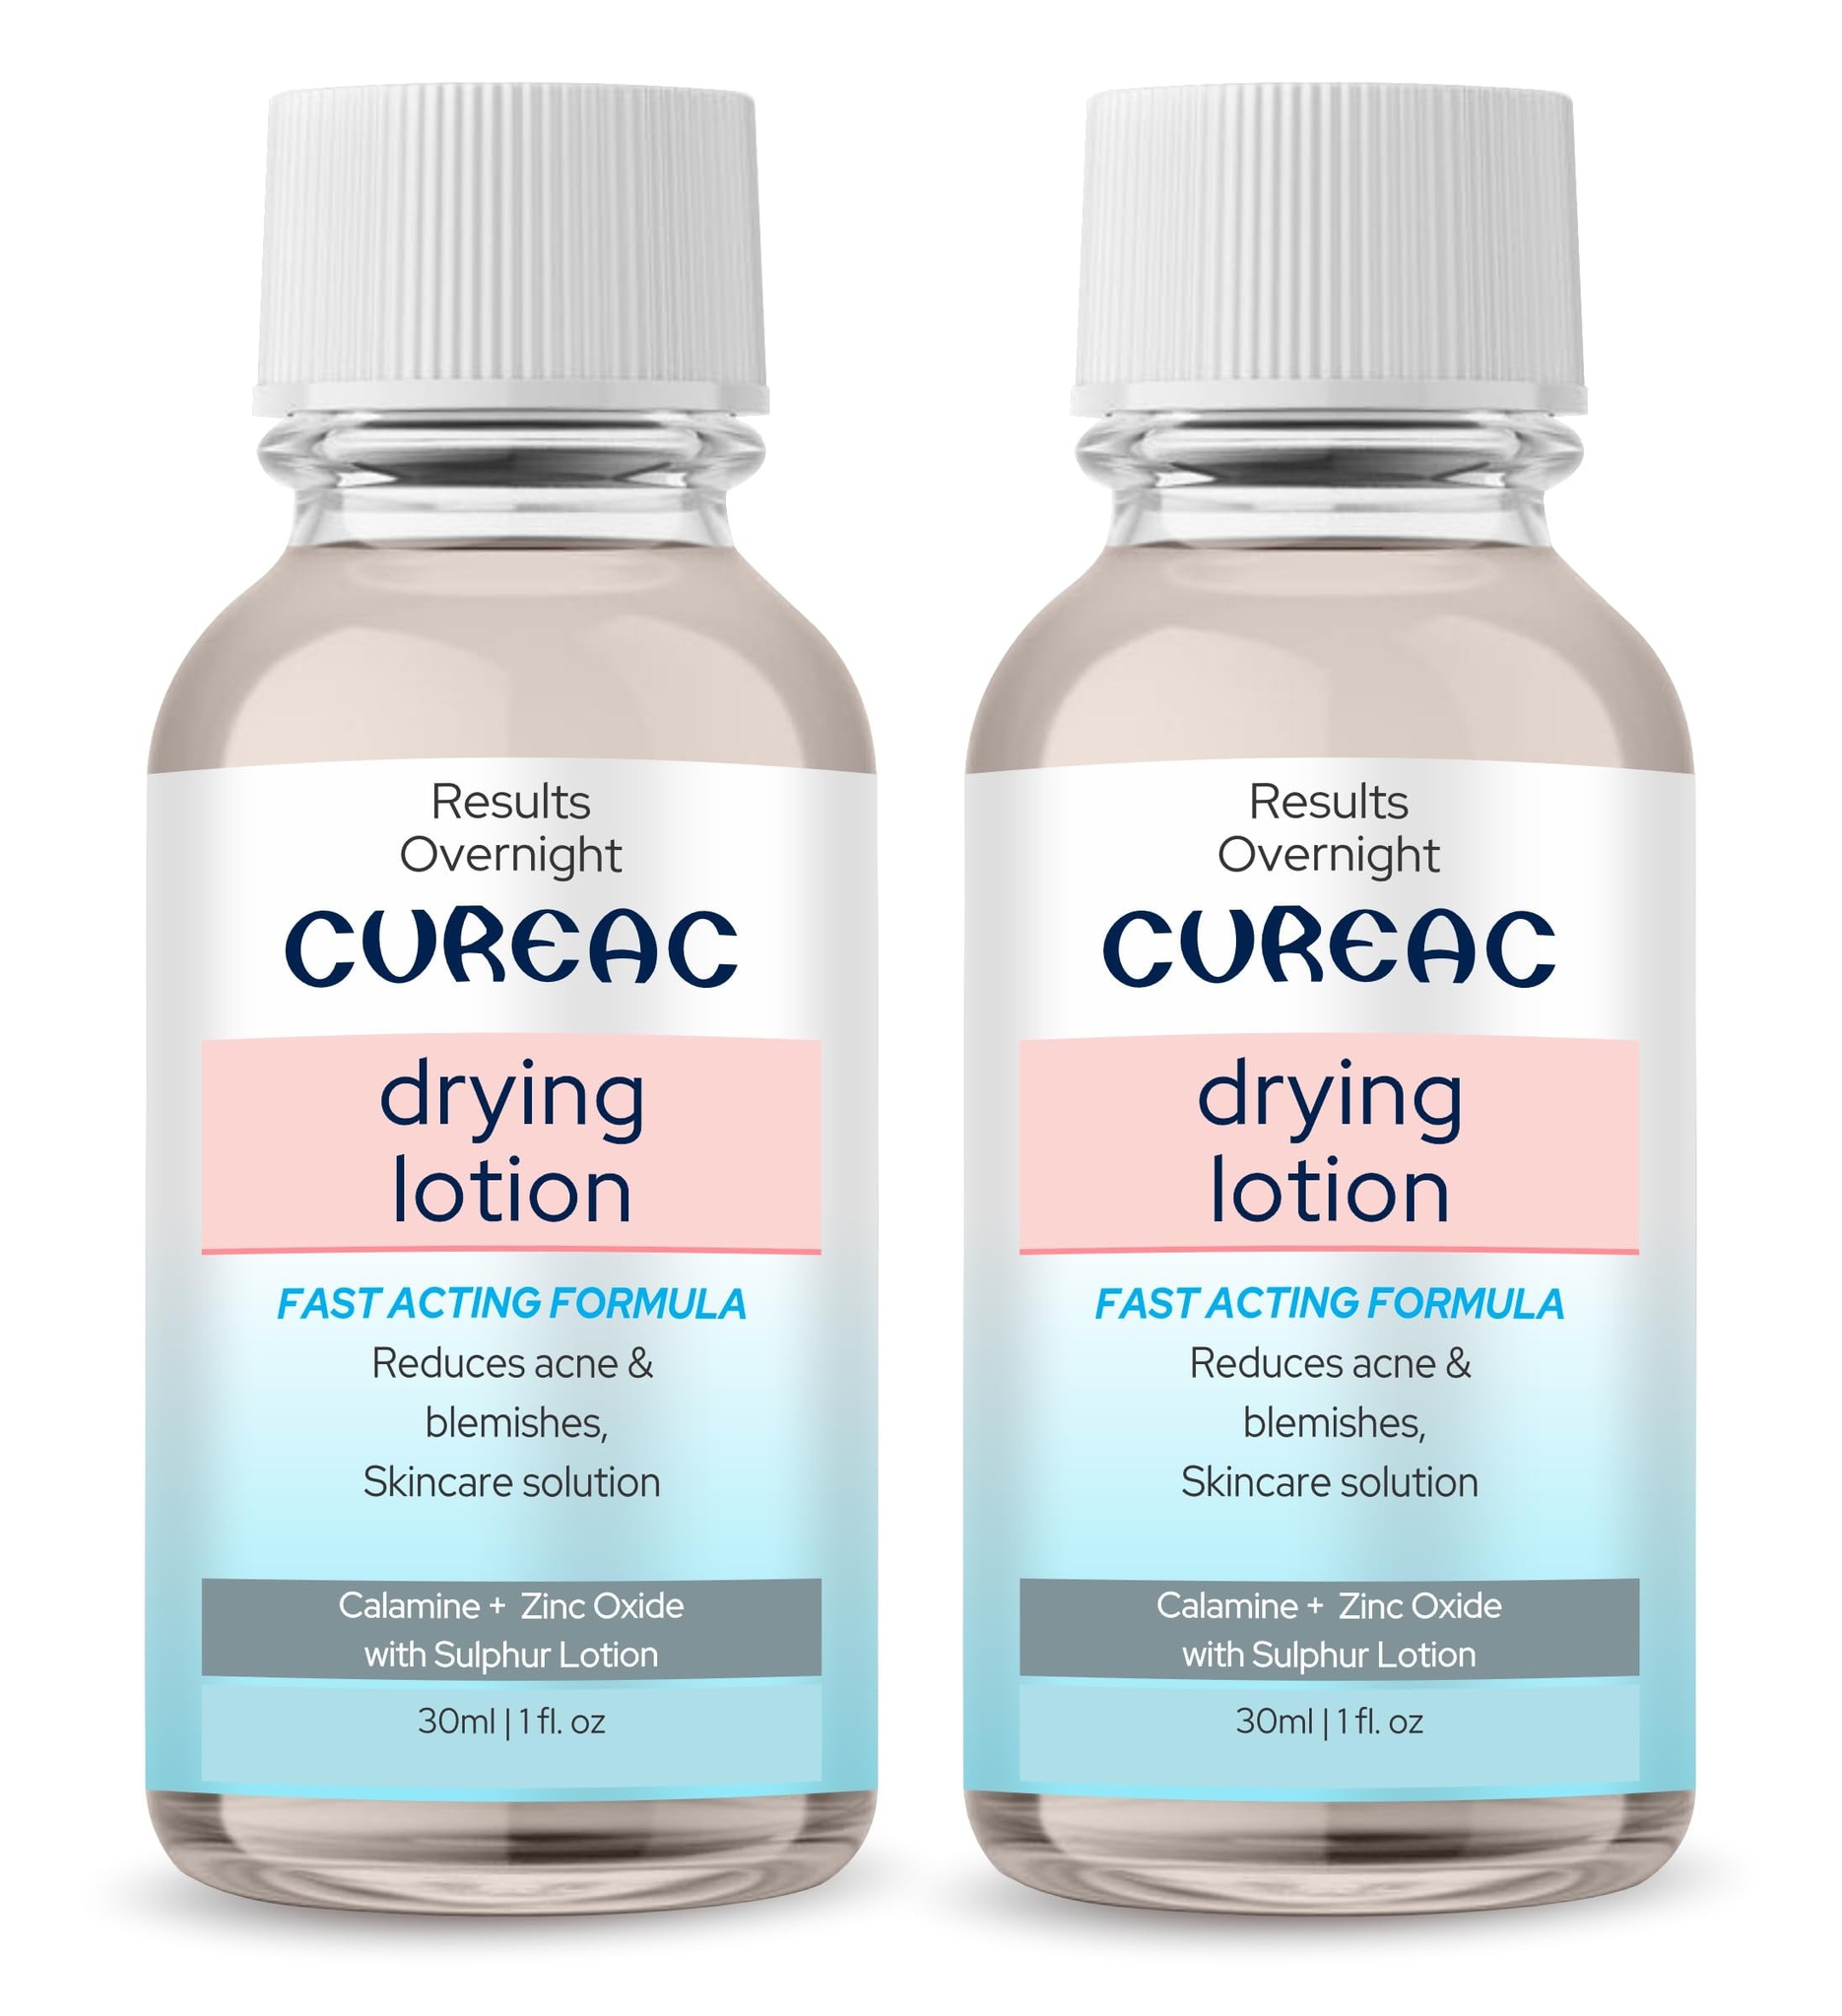 Results
Overnight
CUREAC
drying
lotion
FAST ACTING FORMULA
Reduces acne &
blemishes,
Skincare solution
Calamine + Zinc Oxide
with Sulphur Lotion
30ml | 1 fl. oz
Results
Overnight
CUREAC
drying
lotion
FAST ACTING FORMULA
Reduces acne &
blemishes,
Skincare solution
Calamine + Zinc Oxide
with Sulphur Lotion
30ml | 1 fl. oz